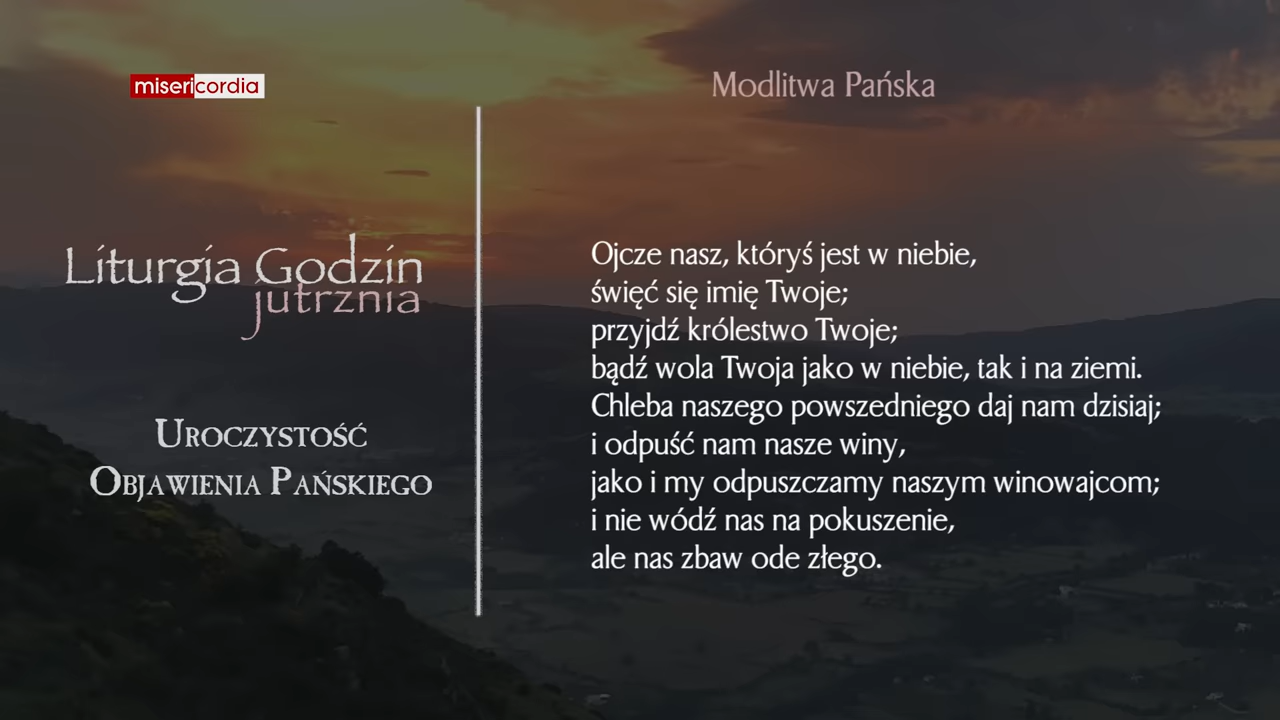 misericordia
Liturgia Godzin
jutrznia
Uroczystość
Objawienia Pańskiego
Modlitwa Pańska
Ojcze nasz, któryś jest w niebie,
święć się imię Twoje;
przyjdź królestwo Twoje;
bądź wola Twoja jako w niebie, tak i na ziemi.
Chleba naszego powszedniego daj nam dzisiaj;
i odpuść nam nasze winy,
jako i my odpuszczamy naszym winowajcom;
i nie wódź nas na pokuszenie,
ale nas zbaw ode złego.